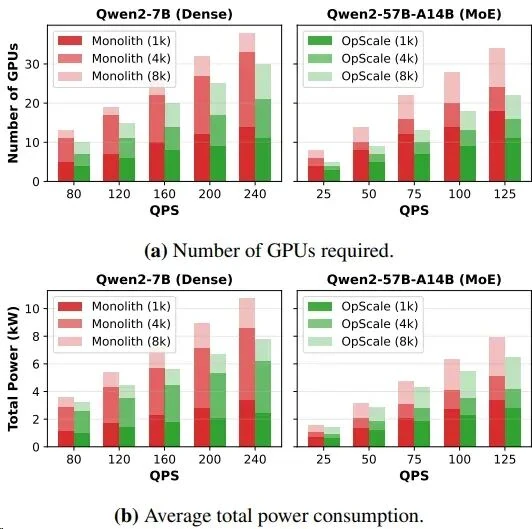 Qwen2-7B (Dense)
Qwen2-57B-A14B (MoE)
Number of GPUs
30
20
10
0
Monolith (1k)
Monolith (4k)
Monolith (8k)
OpScale (1k)
OpScale (4k)
OpScale (8k)
80 120 160 200 240
25 50 75 100 125
QPS
QPS
(a) Number of GPUs required.
Qwen2-7B (Dense)
Qwen2-57B-A14B (MoE)
Total Power (kW)
10
8
6
4
2
0
Monolith (1k)
Monolith (4k)
Monolith (8k)
OpScale (1k)
OpScale (4k)
OpScale (8k)
80 120 160 200 240
25 50 75 100 125
QPS
QPS
(b) Average total power consumption.